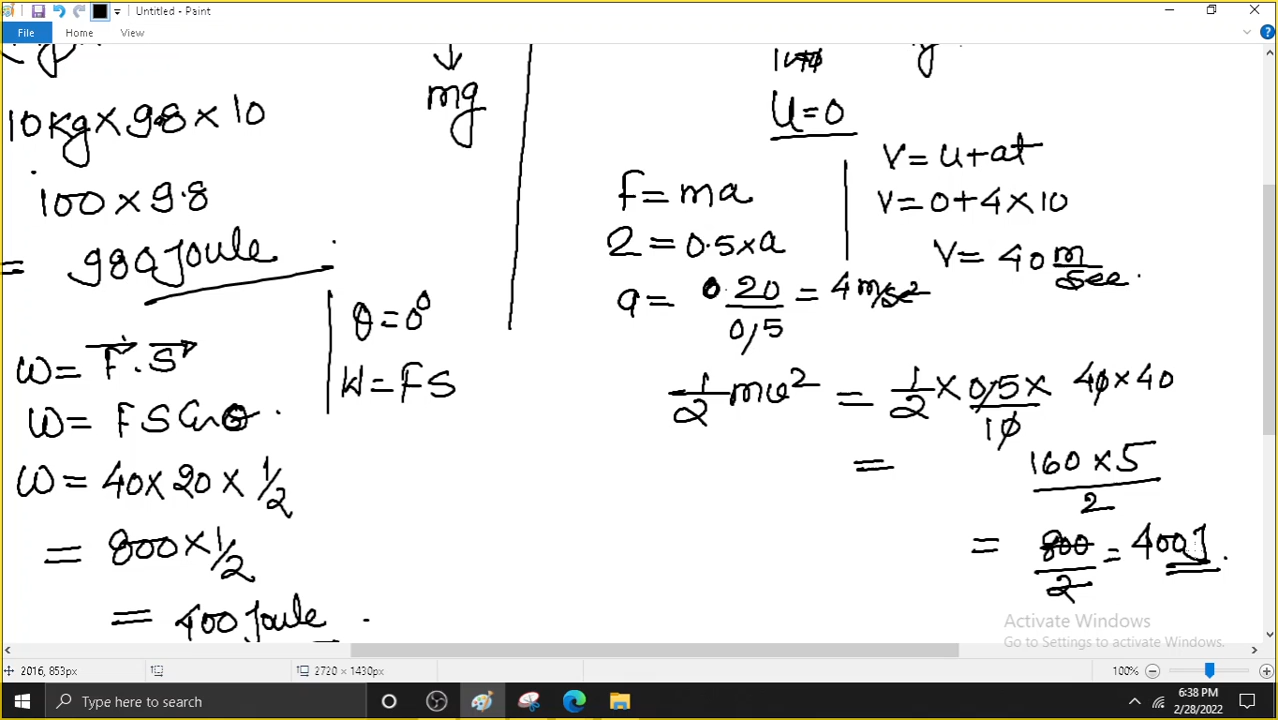 Untitled - Paint
File Home View
mg
10Kg × 9.8 × 10
100 × 9.8
= 980 Joule
θ = 0⁰
W = FS
W = F . S
W = FS Cosθ .
W = 40 × 20 × 1/2
= 800 × 1/2
= 400 Joule .
U = 0
F = ma
2 = 0.5 × a
a = 20/0.5 = 4 m/s²
V = u + at
V = 0 + 4 × 10
V = 40 m/sec .
1/2 mv² = 1/2 × 0,5/10 × 40 × 40
= 160 × 5 / 2
= 800/2 = 400J .
Activate Windows
Go to Settings to activate Windows.
2016, 853px
2720 × 1430px
100%
Type here to search
6:38 PM
2/28/2022